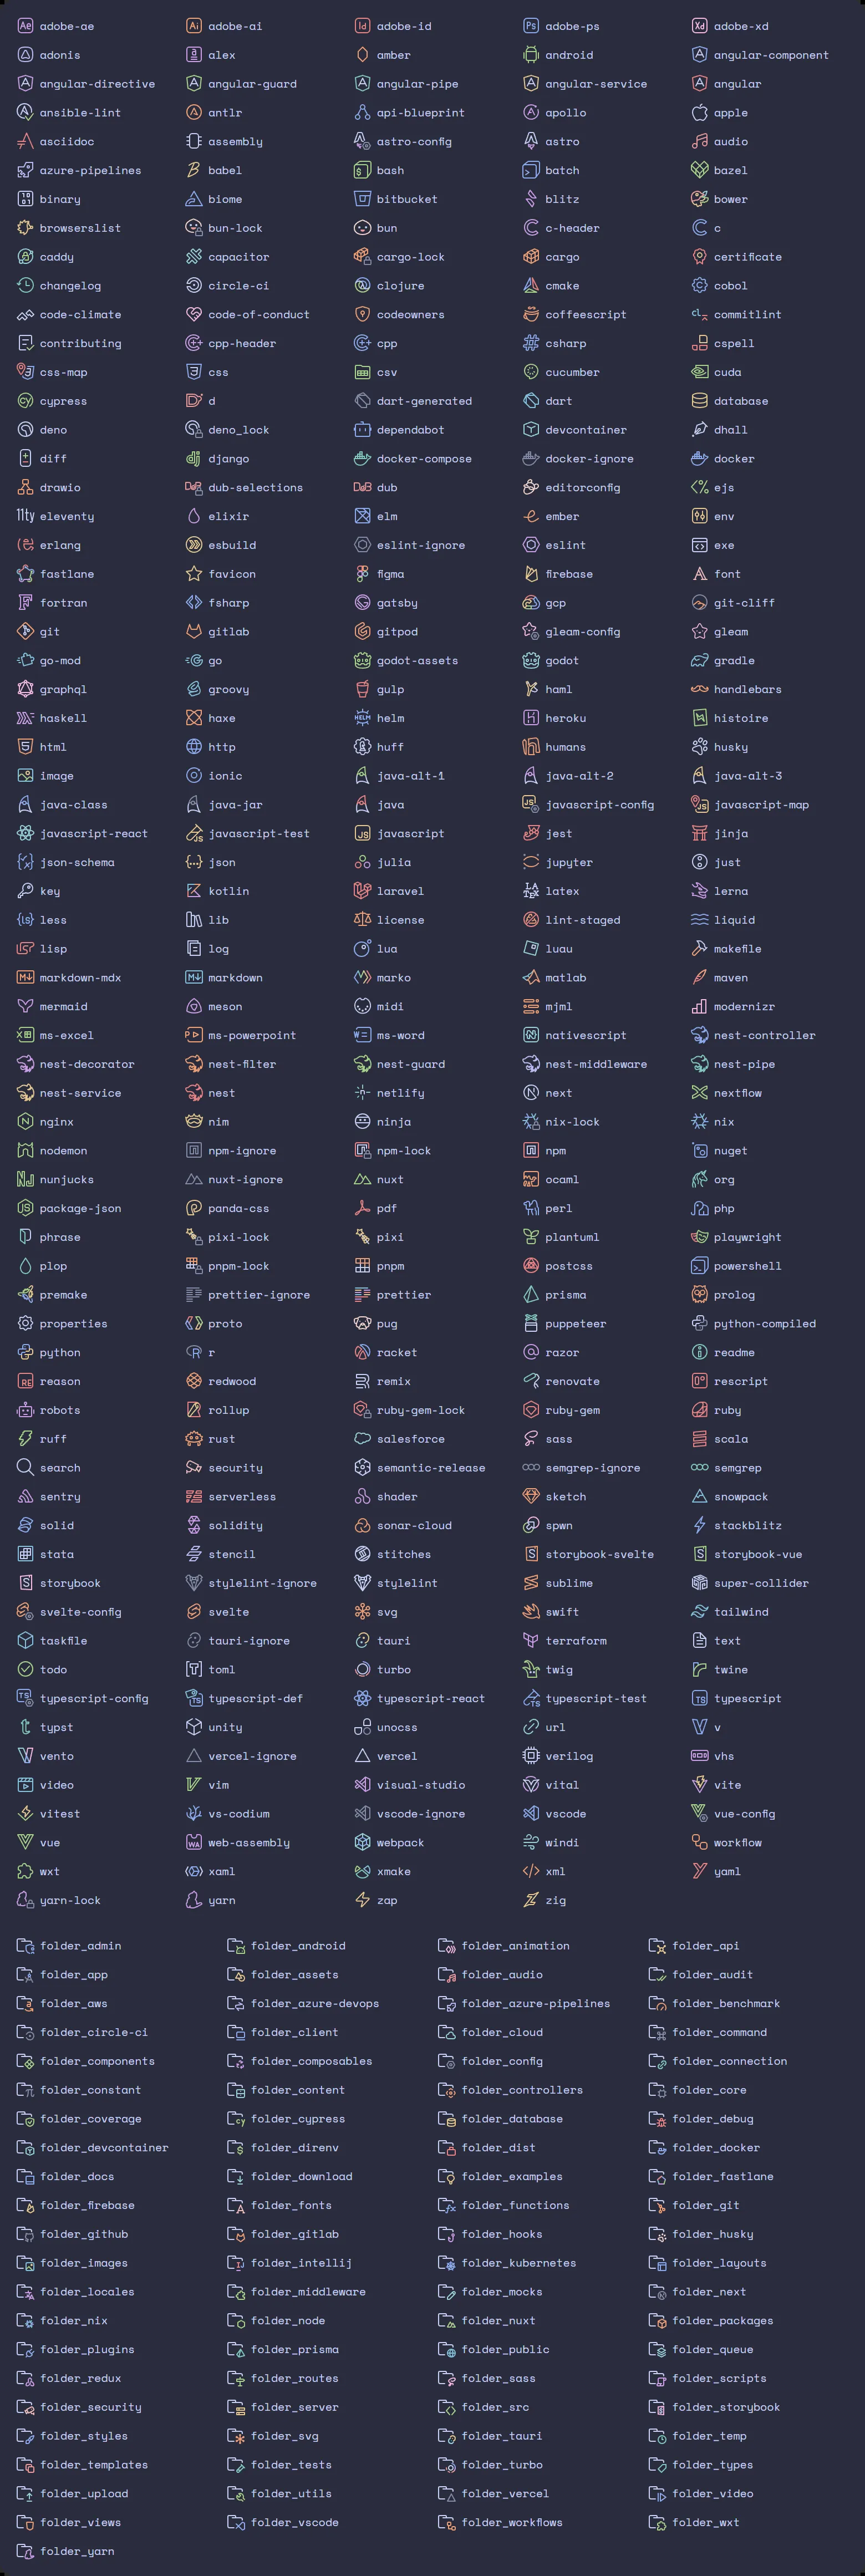 adobe-ae adobe-ai adobe-id adobe-ps adobe-xd
adonis alex amber android angular-component
angular-directive angular-guard angular-pipe angular-service angular
ansible-lint antlr api-blueprint apollo apple
asciidoc assembly astro-config astro audio
azure-pipelines babel bash batch bazel
binary biome bitbucket blitz bower
browserslist bun-lock bun c-header c
caddy capacitor cargo-lock cargo certificate
changelog circle-ci clojure cmake cobol
code-climate code-of-conduct codeowners coffeescript commitlint
contributing cpp-header cpp csharp cspell
css-map css csv cucumber cuda
cypress d dart-generated dart database
deno deno_lock dependabot devcontainer dhall
diff django docker-compose docker-ignore docker
drawio dub-selections dub editorconfig ejs
eleventy elixir elm ember env
erlang esbuild eslint-ignore eslint exe
fastlane favicon figma firebase font
fortran fsharp gatsby gcp git-cliff
git gitlab gitpod gleam-config gleam
go-mod go godot-assets godot gradle
graphql groovy gulp haml handlebars
haskell haxe helm heroku histoire
html http huff humans husky
image ionic java-alt-1 java-alt-2 java-alt-3
java-class java-jar java javascript-config javascript-map
javascript-react javascript-test javascript jest jinja
json-schema json julia jupyter just
key kotlin laravel latex lerna
less lib license lint-staged liquid
lisp log lua luau makefile
markdown-mdx markdown marko matlab maven
mermaid meson midi mjml modernizr
ms-excel ms-powerpoint ms-word nativescript nest-controller
nest-decorator nest-filter nest-guard nest-middleware nest-pipe
nest-service nest netlify next nextflow
nginx nim ninja nix-lock nix
nodemon npm-ignore npm-lock npm nuget
nunjucks nuxt-ignore nuxt ocaml org
package-json panda-css pdf perl php
phrase pixi-lock pixi plantuml playwright
plop pnpm-lock pnpm postcss powershell
premake prettier-ignore prettier prisma prolog
properties proto pug puppeteer python-compiled
python r racket razor readme
reason redwood remix renovate rescript
robots rollup ruby-gem-lock ruby-gem ruby
ruff rust salesforce sass scala
search security semantic-release semgrep-ignore semgrep
sentry serverless shader sketch snowpack
solid solidity sonar-cloud spwn stackblitz
stata stencil stitches storybook-svelte storybook-vue
storybook stylelint-ignore stylelint sublime super-collider
svelte-config svelte svg swift tailwind
taskfile tauri-ignore tauri terraform text
todo toml turbo twig twine
typescript-config typescript-def typescript-react typescript-test typescript
typst unity unocss url v
vento vercel-ignore vercel verilog vhs
video vim visual-studio vital vite
vitest vs-codium vscode-ignore vscode vue-config
vue web-assembly webpack windi workflow
wxt xaml xmake xml yaml
yarn-lock yarn zap zig
folder_admin folder_android folder_animation folder_api
folder_app folder_assets folder_audio folder_audit
folder_aws folder_azure-devops folder_azure-pipelines folder_benchmark
folder_circle-ci folder_client folder_cloud folder_command
folder_components folder_composables folder_config folder_connection
folder_constant folder_content folder_controllers folder_core
folder_coverage folder_cypress folder_database folder_debug
folder_devcontainer folder_direnv folder_dist folder_docker
folder_docs folder_download folder_examples folder_fastlane
folder_firebase folder_fonts folder_functions folder_git
folder_github folder_gitlab folder_hooks folder_husky
folder_images folder_intellij folder_kubernetes folder_layouts
folder_locales folder_middleware folder_mocks folder_next
folder_nix folder_node folder_nuxt folder_packages
folder_plugins folder_prisma folder_public folder_queue
folder_redux folder_routes folder_sass folder_scripts
folder_security folder_server folder_src folder_storybook
folder_styles folder_svg folder_tauri folder_temp
folder_templates folder_tests folder_turbo folder_types
folder_upload folder_utils folder_vercel folder_video
folder_views folder_vscode folder_workflows folder_wxt
folder_yarn